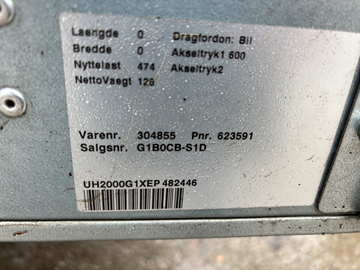 Laengde 0 Dragfordon: Bil
Bredde 0 Akseltryk1 600
Nyttelast 474 Akseltryk2
NettoVaegt 126
Varenr. 304855 Pnr. 623591
Salgsnr. G1B0CB-S1D
UH2000G1XEP 482446